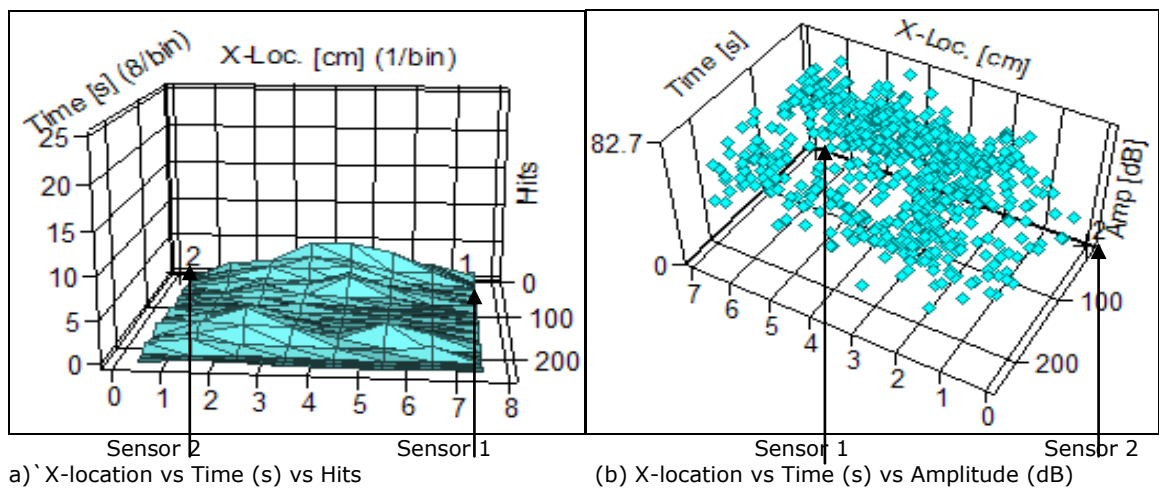 X-Loc. [cm] (1/bin)
Time [s] (8/bin)
25
20
15
10
5
0
Hits
2
1
0
100
200
0 1 2 3 4 5 6 7 8
Sensor 2 Sensor 1
a)`X-location vs Time (s) vs Hits
Time [s]
X-Loc. [cm]
82.7
0
Amp [dB]
100
200
7 6 5 4 3 2 1 0
Sensor 1 Sensor 2
(b) X-location vs Time (s) vs Amplitude (dB)